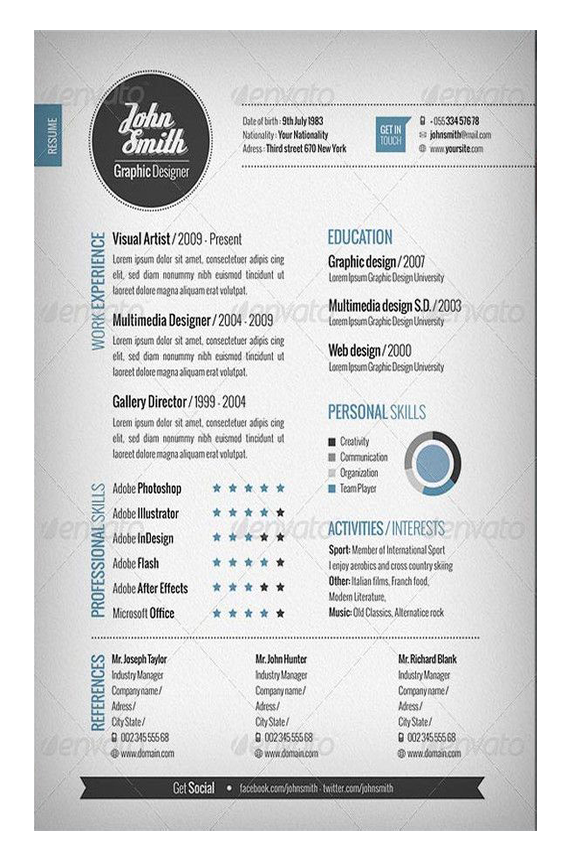 RESUME
John
Smith
Graphic Designer
Date of birth : 9th July 1983
Nationality : Your Nationality
Adress : Third street 670 New York
GET IN
TOUCH
+055 334 576 78
johnsmith@mail.com
www.yoursite.com
WORK EXPERIENCE
Visual Artist / 2009 - Present
Lorem ipsum dolor sit amet, consectetuer adipis cing
elit, sed diam nonummy nibh euismod tincidunt ut
laoreet dolore magna aliquam erat volutpat.
Multimedia Designer / 2004 - 2009
Lorem ipsum dolor sit amet, consectetuer adipis cing
elit, sed diam nonummy nibh euismod tincidunt ut
laoreet dolore magna aliquam erat volutpat.
Gallery Director / 1999 - 2004
Lorem ipsum dolor sit amet, consectetuer adipis cing
elit, sed diam nonummy nibh euismod tincidunt ut
laoreet dolore magna aliquam erat volutpat.
PROFESSIONAL SKILLS
Adobe Photoshop
Adobe Illustrator
Adobe InDesign
Adobe Flash
Adobe After Effects
Microsoft Office
EDUCATION
Graphic design / 2007
Lorem Ipsum Graphic Design University
Multimedia design S.D. / 2003
Lorem Ipsum Graphic Design University
Web design / 2000
Lorem Ipsum Graphic Design University
PERSONAL SKILLS
Creativity
Communication
Organization
Team Player
ACTIVITIES / INTERESTS
Sport: Member of International Sport
I enjoy aerobics and cross country skiing
Other: Italian films, Franch food,
Modern Literature,
Music: Old Classics, Alternatice rock
REFERENCES
Mr. Joseph Taylor
Industry Manager
Company name /
Adress /
City State /
002 345 555 68
www.domain.com
Mr. John Hunter
Industry Manager
Company name /
Adress /
City State /
002 345 555 68
www.domain.com
Mr. Richard Blank
Industry Manager
Company name /
Adress /
City State /
002 345 555 68
www.domain.com
Get Social • facebook.com/johnsmith - twitter.com/johnsmith
envato